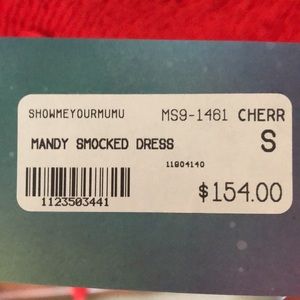 SHOWMEYOURMUMU MS9-1461 CHERR
MANDY SMOCKED DRESS S
11804140
1123503441 $154.00